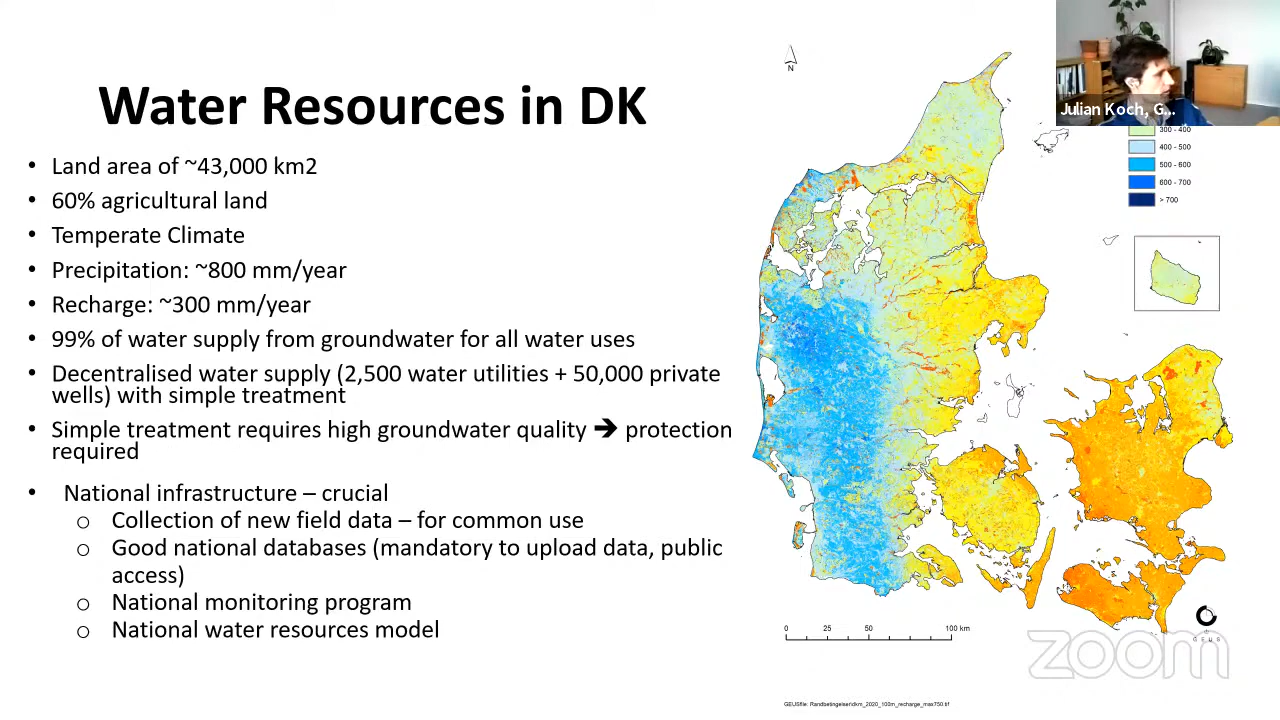 Water Resources in DK
• Land area of ~43,000 km2
• 60% agricultural land
• Temperate Climate
• Precipitation: ~800 mm/year
• Recharge: ~300 mm/year
• 99% of water supply from groundwater for all water uses
• Decentralised water supply (2,500 water utilities + 50,000 private
wells) with simple treatment
• Simple treatment requires high groundwater quality ➔ protection
required
• National infrastructure – crucial
o Collection of new field data – for common use
o Good national databases (mandatory to upload data, public
access)
o National monitoring program
o National water resources model
N
Julian Koch, G...
300 - 400
400 - 500
500 - 600
600 - 700
> 700
0 25 50 100 km
GEUS
zoom
GEUSfile: Randbetingelser\dkm_2020_100m_recharge_max750.tif